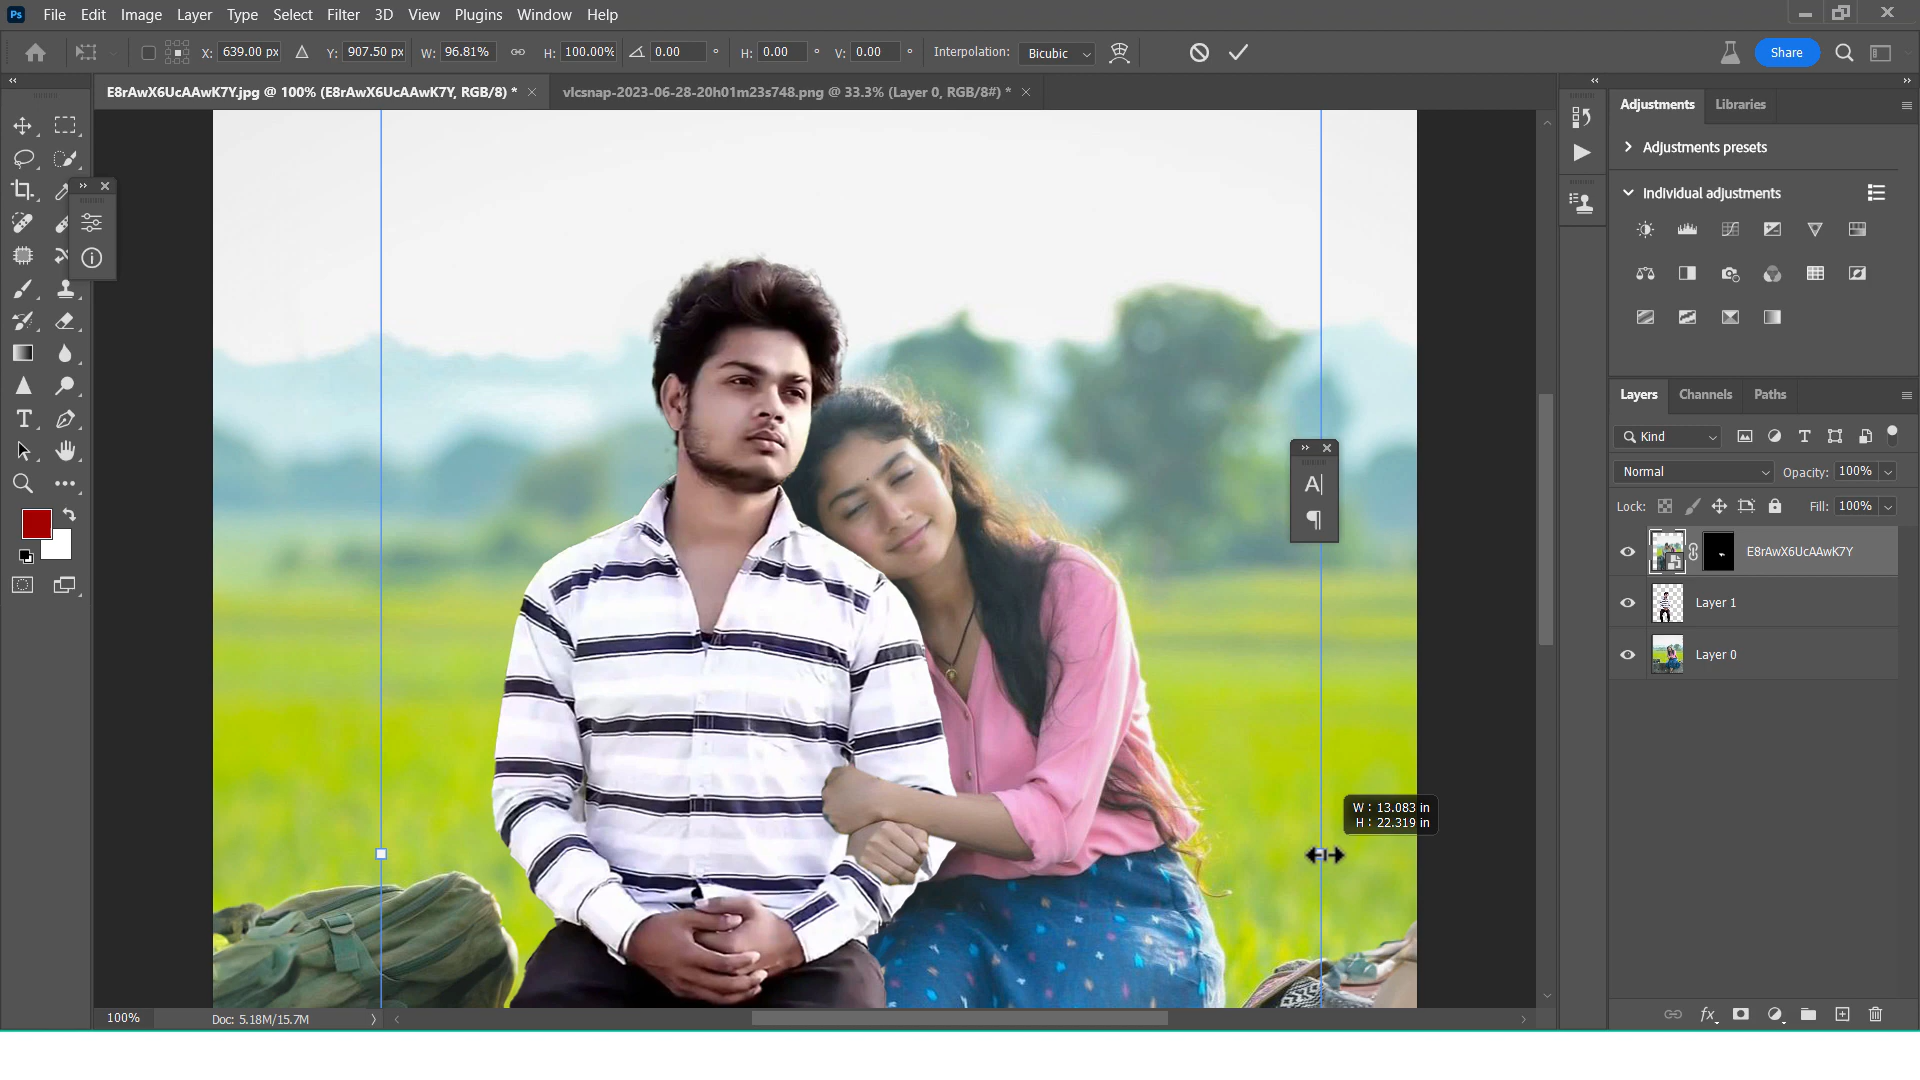 Ps File Edit Image Layer Type Select Filter 3D View Plugins Window Help
X: 639.00 px Y: 907.50 px W: 96.81% H: 100.00% 0.00 ° H: 0.00 ° V: 0.00 ° Interpolation: Bicubic Share
E8rAwX6UcAAwK7Y.jpg @ 100% (E8rAwX6UcAAwK7Y, RGB/8) *
vlcsnap-2023-06-28-20h01m23s748.png @ 33.3% (Layer 0, RGB/8#) *
Adjustments Libraries
Adjustments presets
Individual adjustments
Layers Channels Paths
Kind
Normal Opacity: 100%
Lock: Fill: 100%
E8rAwX6UcAAwK7Y
Layer 1
Layer 0
W : 13.083 in
H : 22.319 in
100% Doc: 5.18M/15.7M
fx